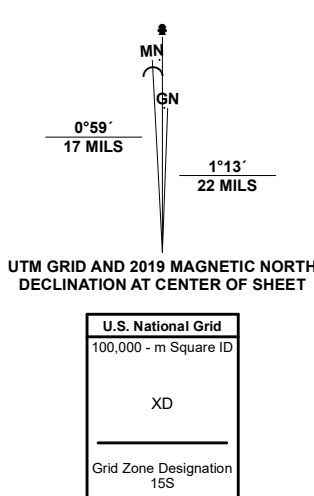 MN
GN
0°59´
17 MILS
1°13´
22 MILS
UTM GRID AND 2019 MAGNETIC NORTH
DECLINATION AT CENTER OF SHEET
U.S. National Grid
100,000 - m Square ID
XD
Grid Zone Designation
15S